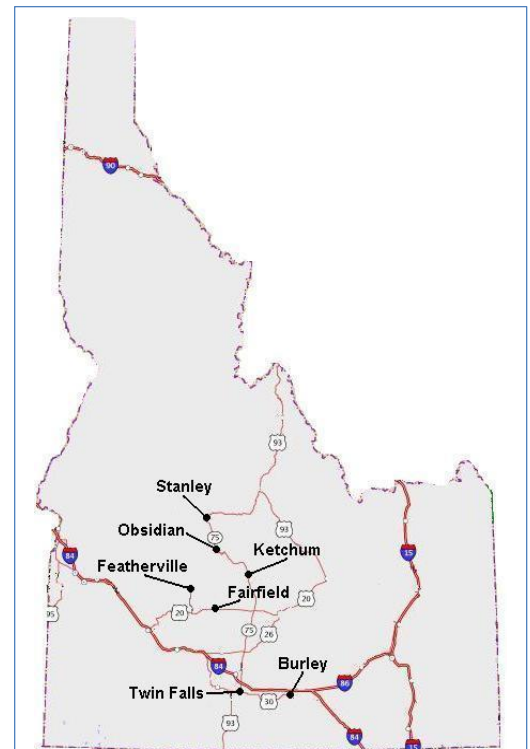 90
93
Stanley
93
75
Obsidian
Ketchum
84
15
Featherville
Fairfield
20
20
95
26
75
84
Burley
86
Twin Falls
30
93
84
15